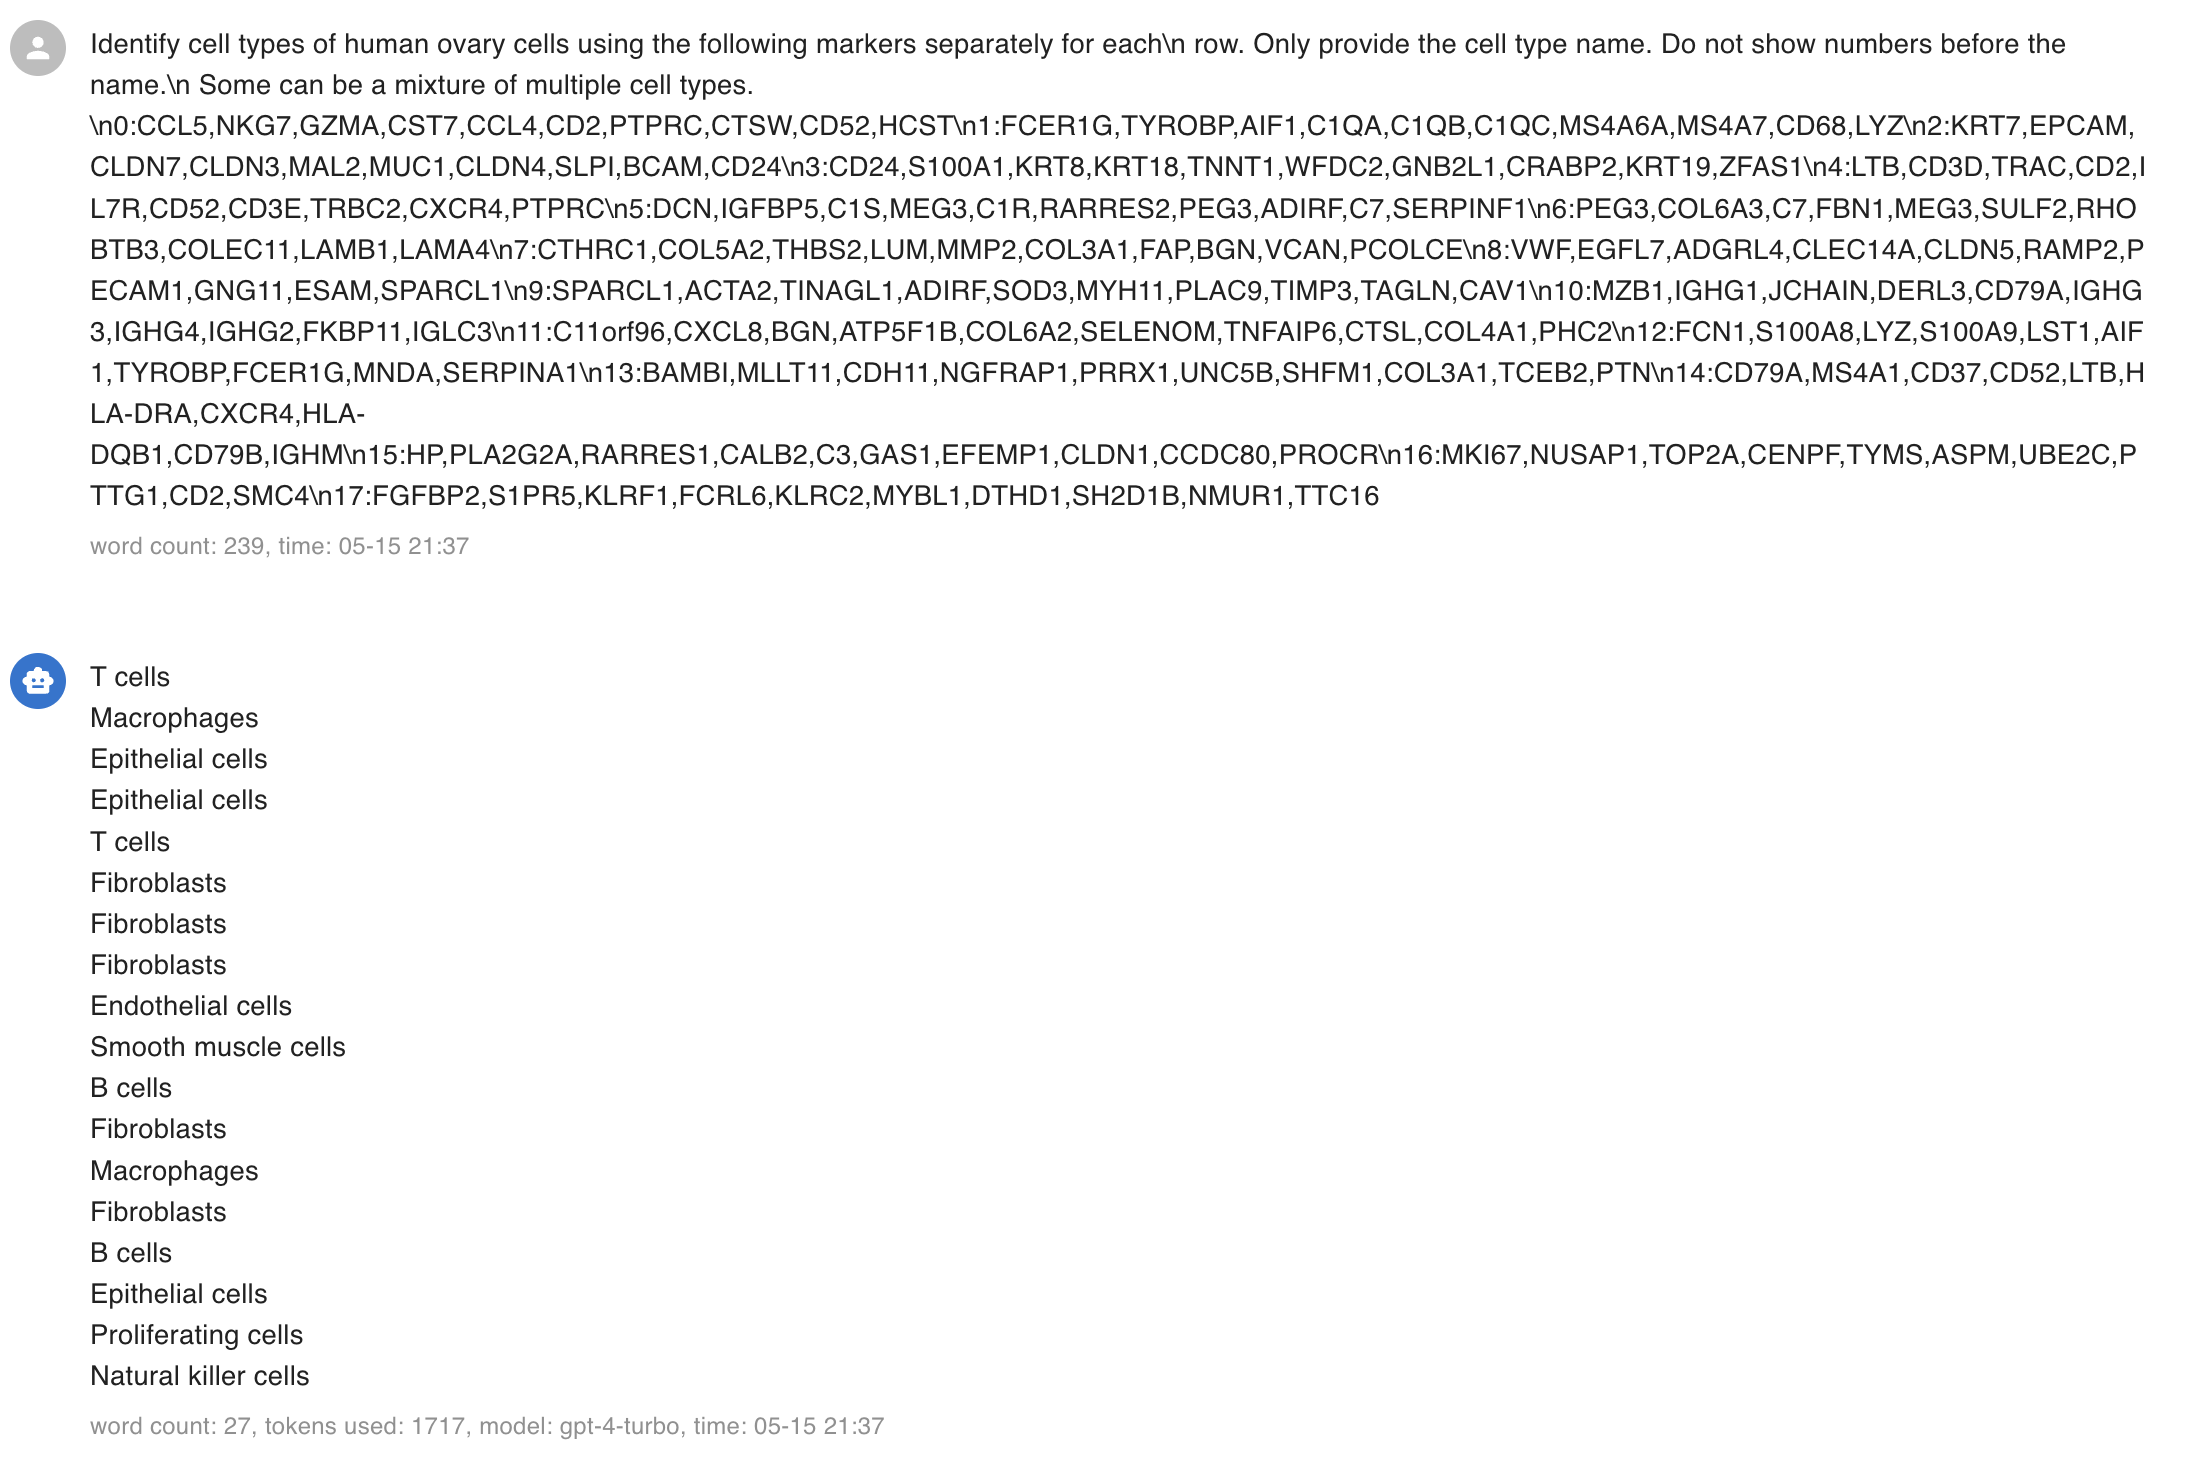 Identify cell types of human ovary cells using the following markers separately for each\n row. Only provide the cell type name. Do not show numbers before the
name.\n Some can be a mixture of multiple cell types.
\n0:CCL5,NKG7,GZMA,CST7,CCL4,CD2,PTPRC,CTSW,CD52,HCST\n1:FCER1G,TYROBP,AIF1,C1QA,C1QB,C1QC,MS4A6A,MS4A7,CD68,LYZ\n2:KRT7,EPCAM,
CLDN7,CLDN3,MAL2,MUC1,CLDN4,SLPI,BCAM,CD24\n3:CD24,S100A1,KRT8,KRT18,TNNT1,WFDC2,GNB2L1,CRABP2,KRT19,ZFAS1\n4:LTB,CD3D,TRAC,CD2,I
L7R,CD52,CD3E,TRBC2,CXCR4,PTPRC\n5:DCN,IGFBP5,C1S,MEG3,C1R,RARRES2,PEG3,ADIRF,C7,SERPINF1\n6:PEG3,COL6A3,C7,FBN1,MEG3,SULF2,RHO
BTB3,COLEC11,LAMB1,LAMA4\n7:CTHRC1,COL5A2,THBS2,LUM,MMP2,COL3A1,FAP,BGN,VCAN,PCOLCE\n8:VWF,EGFL7,ADGRL4,CLEC14A,CLDN5,RAMP2,P
ECAM1,GNG11,ESAM,SPARCL1\n9:SPARCL1,ACTA2,TINAGL1,ADIRF,SOD3,MYH11,PLAC9,TIMP3,TAGLN,CAV1\n10:MZB1,IGHG1,JCHAIN,DERL3,CD79A,IGHG
3,IGHG4,IGHG2,FKBP11,IGLC3\n11:C11orf96,CXCL8,BGN,ATP5F1B,COL6A2,SELENOM,TNFAIP6,CTSL,COL4A1,PHC2\n12:FCN1,S100A8,LYZ,S100A9,LST1,AIF
1,TYROBP,FCER1G,MNDA,SERPINA1\n13:BAMBI,MLLT11,CDH11,NGFRAP1,PRRX1,UNC5B,SHFM1,COL3A1,TCEB2,PTN\n14:CD79A,MS4A1,CD37,CD52,LTB,H
LA-DRA,CXCR4,HLA-
DQB1,CD79B,IGHM\n15:HP,PLA2G2A,RARRES1,CALB2,C3,GAS1,EFEMP1,CLDN1,CCDC80,PROCR\n16:MKI67,NUSAP1,TOP2A,CENPF,TYMS,ASPM,UBE2C,P
TTG1,CD2,SMC4\n17:FGFBP2,S1PR5,KLRF1,FCRL6,KLRC2,MYBL1,DTHD1,SH2D1B,NMUR1,TTC16
word count: 239, time: 05-15 21:37
T cells
Macrophages
Epithelial cells
Epithelial cells
T cells
Fibroblasts
Fibroblasts
Fibroblasts
Endothelial cells
Smooth muscle cells
B cells
Fibroblasts
Macrophages
Fibroblasts
B cells
Epithelial cells
Proliferating cells
Natural killer cells
word count: 27, tokens used: 1717, model: gpt-4-turbo, time: 05-15 21:37